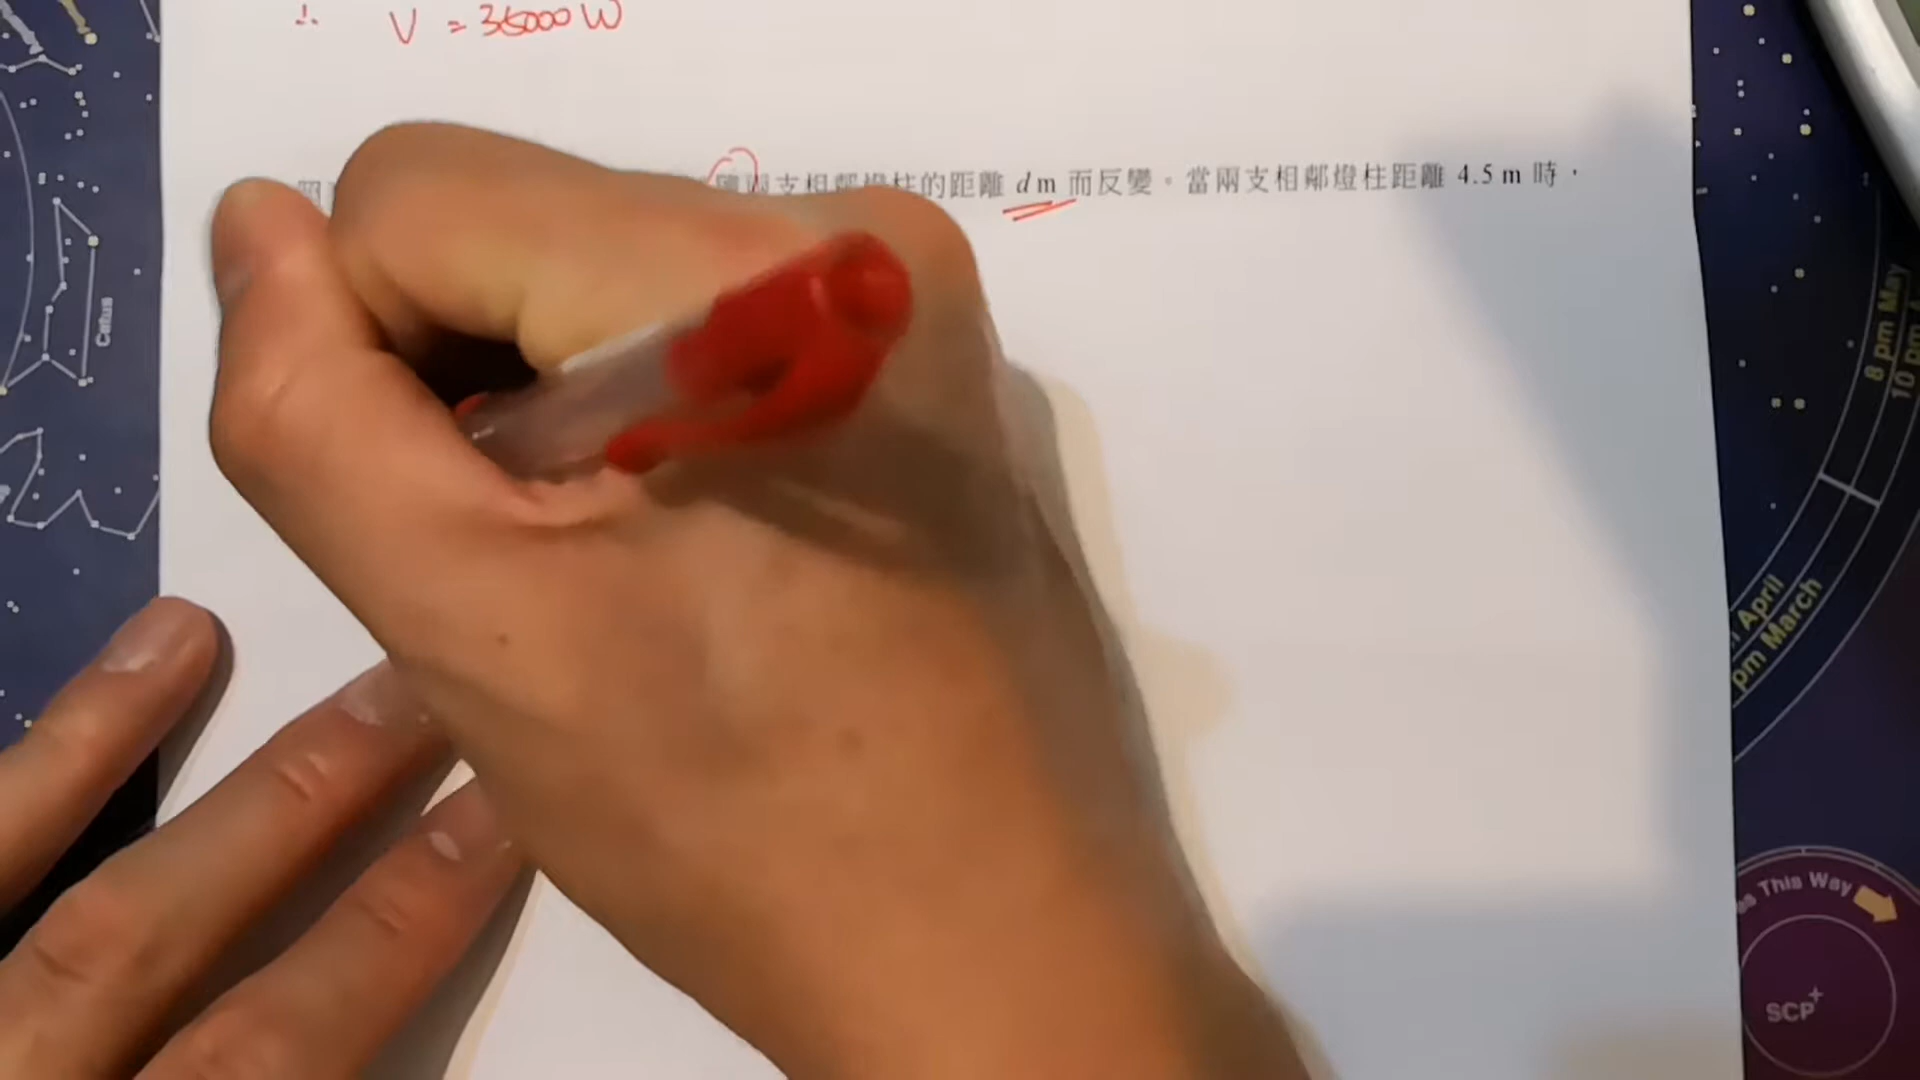 ∴ V = 36000 W
隨兩支相鄰燈柱的距離 d m 而反變。當兩支相鄰燈柱距離 4.5 m 時，
Cetus
8 pm May
10 pm A
April
pm March
es This Way
SCP+